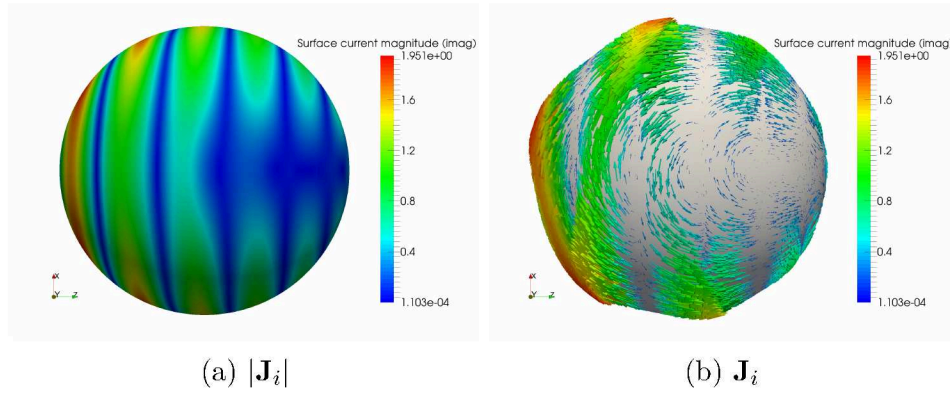 Surface current magnitude (imag)
1.951e+00
1.6
1.2
0.8
0.4
1.103e-04
X
Y
Z
(a) |J_i|
Surface current magnitude (imag)
1.951e+00
1.6
1.2
0.8
0.4
1.103e-04
X
Y
Z
(b) J_i